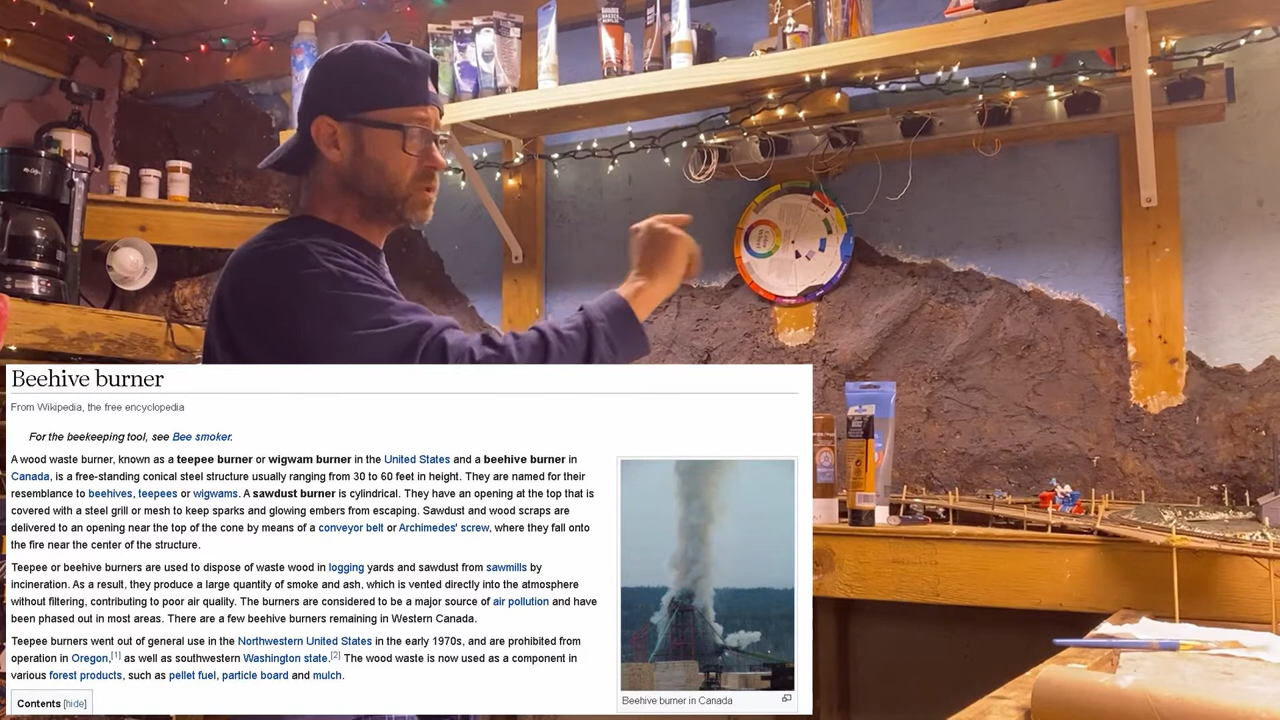 Beehive burner
From Wikipedia, the free encyclopedia
For the beekeeping tool, see Bee smoker.
A wood waste burner, known as a teepee burner or wigwam burner in the United States and a beehive burner in
Canada, is a free-standing conical steel structure usually ranging from 30 to 60 feet in height. They are named for their
resemblance to beehives, teepees or wigwams. A sawdust burner is cylindrical. They have an opening at the top that is
covered with a steel grill or mesh to keep sparks and glowing embers from escaping. Sawdust and wood scraps are
delivered to an opening near the top of the cone by means of a conveyor belt or Archimedes' screw, where they fall onto
the fire near the center of the structure.
Teepee or beehive burners are used to dispose of waste wood in logging yards and sawdust from sawmills by
incineration. As a result, they produce a large quantity of smoke and ash, which is vented directly into the atmosphere
without filtering, contributing to poor air quality. The burners are considered to be a major source of air pollution and have
been phased out in most areas. There are a few beehive burners remaining in Western Canada.
Teepee burners went out of general use in the Northwestern United States in the early 1970s, and are prohibited from
operation in Oregon,[1] as well as southwestern Washington state.[2] The wood waste is now used as a component in
various forest products, such as pellet fuel, particle board and mulch.
Contents [hide]
Beehive burner in Canada
Color
Wheel